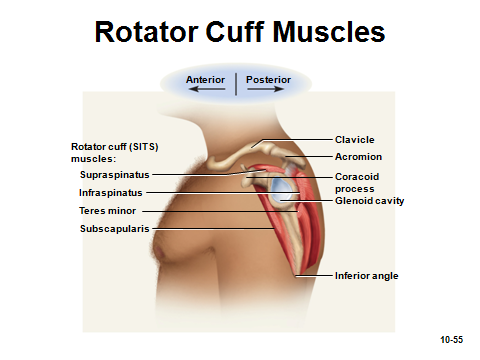 Rotator Cuff Muscles
Anterior
Posterior
Rotator cuff (SITS)
muscles:
Supraspinatus
Infraspinatus
Teres minor
Subscapularis
Clavicle
Acromion
Coracoid
process
Glenoid cavity
Inferior angle
10-55